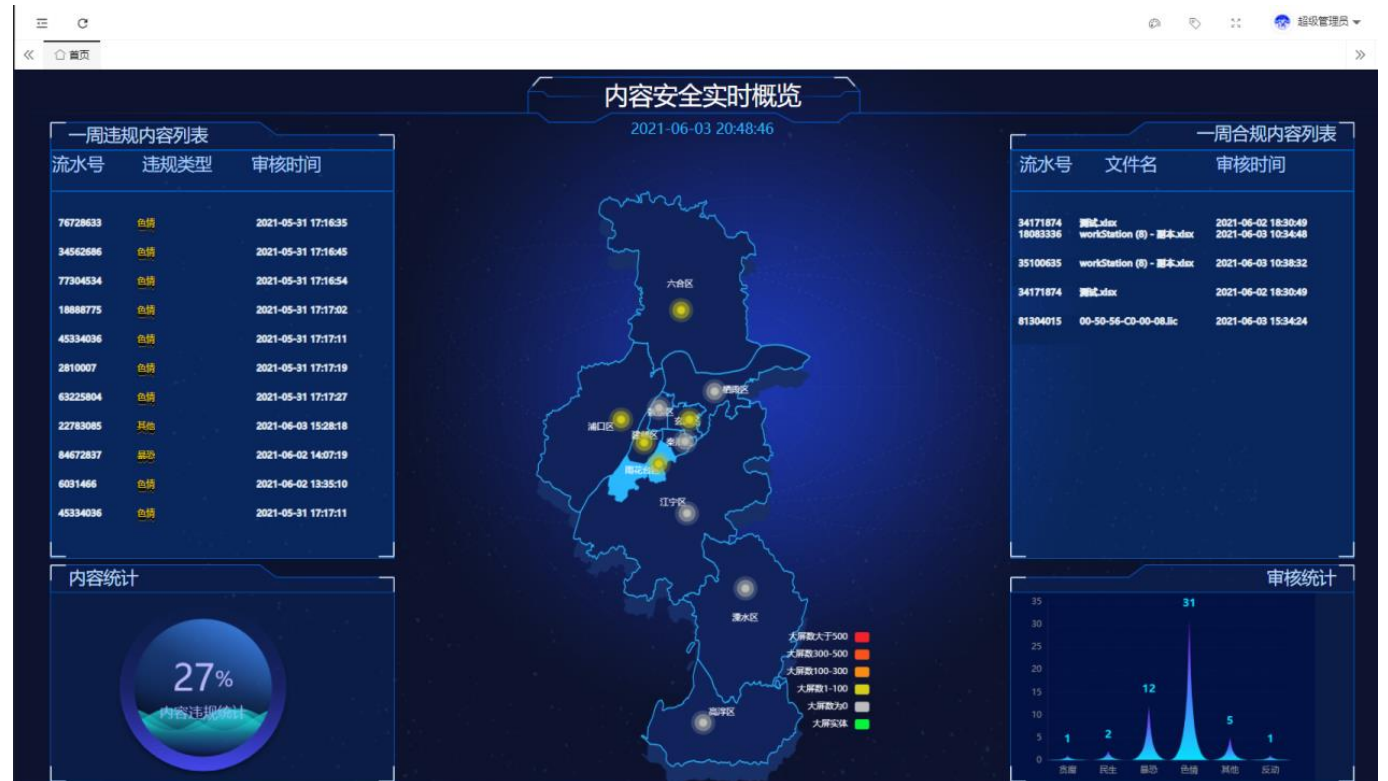 超级管理员
首页
内容安全实时概览
2021-06-03 20:48:46
一周违规内容列表
流水号 违规类型 审核时间
76728633 色情 2021-05-31 17:16:35
34562686 色情 2021-05-31 17:16:45
77304534 色情 2021-05-31 17:16:54
18888775 色情 2021-05-31 17:17:02
45334036 色情 2021-05-31 17:17:11
2810007 色情 2021-05-31 17:17:19
63225804 色情 2021-05-31 17:17:27
22783085 其他 2021-06-03 15:28:18
84672837 暴恐 2021-06-02 14:07:19
6031466 色情 2021-06-02 13:35:10
45334036 色情 2021-05-31 17:17:11
内容统计
27%
内容违规统计
六合区
栖霞区
浦口区
建邺区
雨花台区
江宁区
溧水区
高淳区
大屏数大于500
大屏数300-500
大屏数100-300
大屏数1-100
大屏数为0
大屏实体
一周合规内容列表
流水号 文件名 审核时间
34171874 测试.xlsx 2021-06-02 18:30:49
18083336 workStation (8) - 副本.xlsx 2021-06-03 10:34:48
35100635 workStation (8) - 副本.xlsx 2021-06-03 10:38:32
34171874 测试.xlsx 2021-06-02 18:30:49
81304015 00-50-56-C0-00-08.lic 2021-06-03 15:34:24
审核统计
35
30
25
20
15
10
5
0
1 2 12 31 5 1
贪腐 民生 暴恐 色情 其他 反动